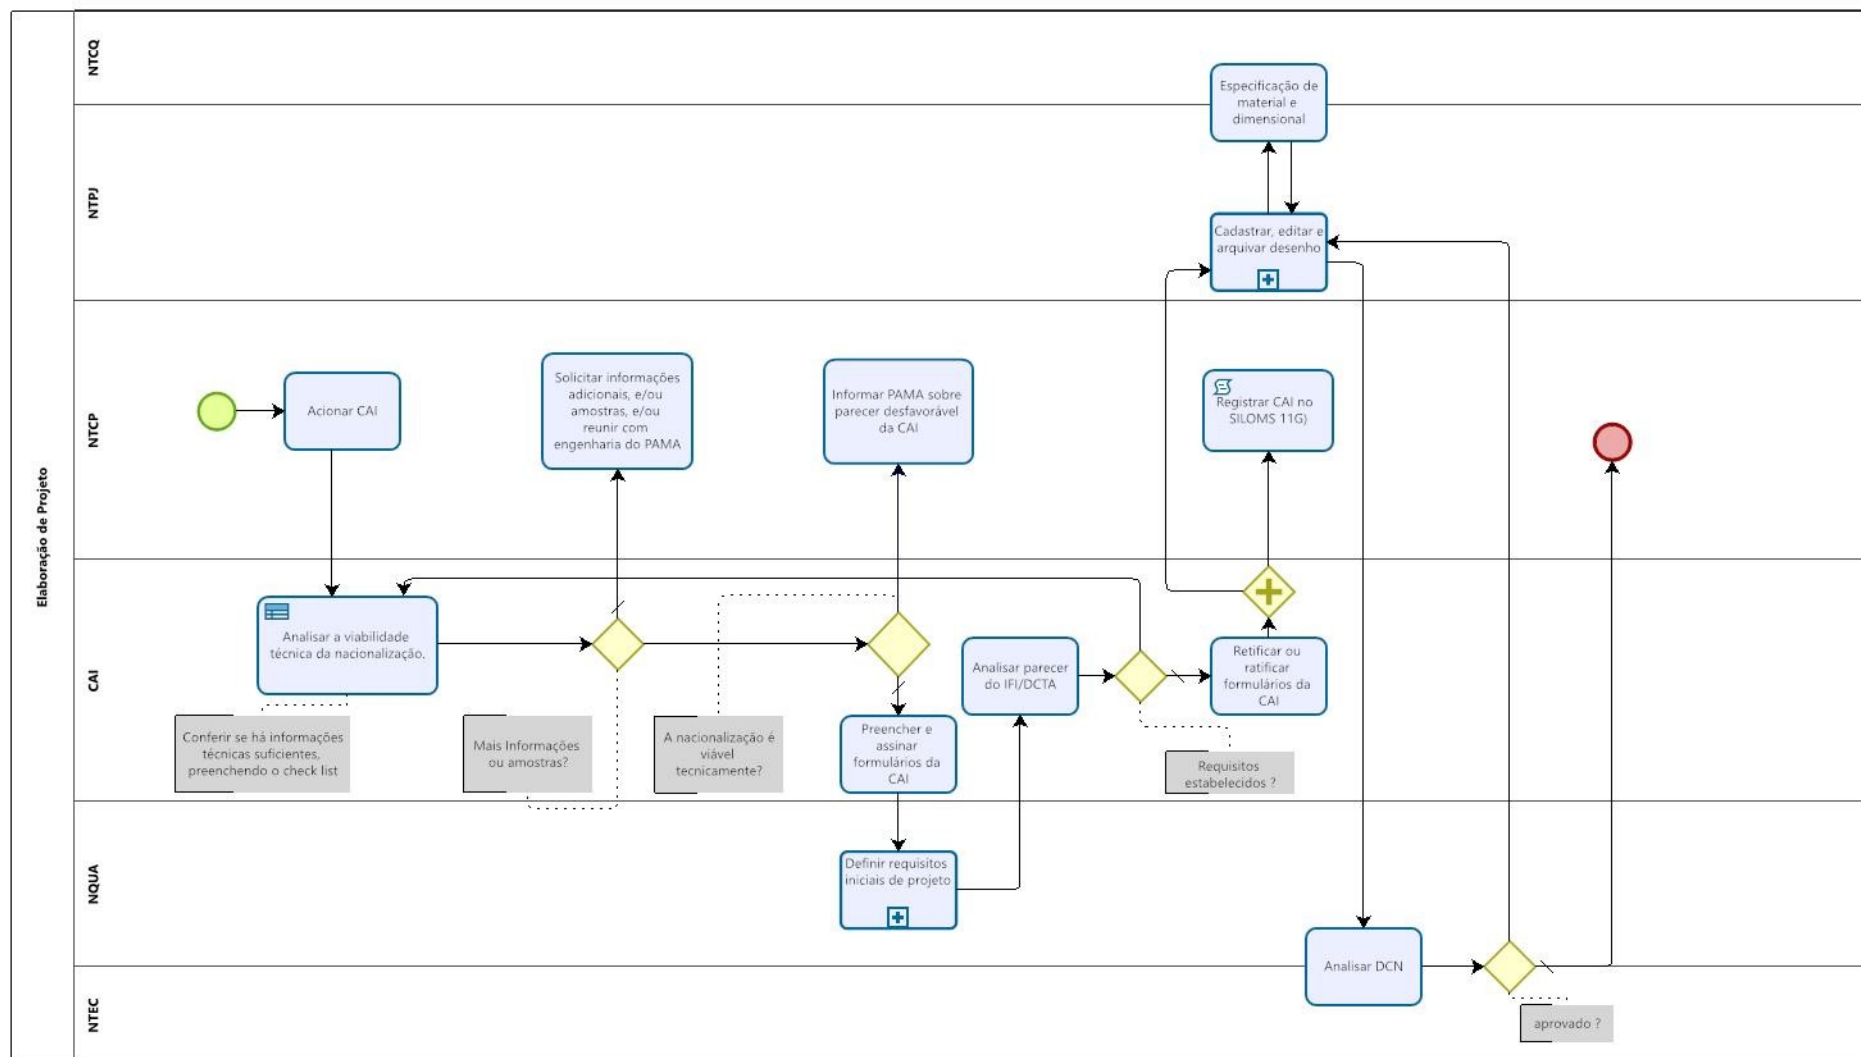 Elaboração de Projeto
NTCQ
Especificação de
material e
dimensional
NTPJ
Cadastrar, editar e
arquivar desenho
NTCP
Acionar CAI
Solicitar informações
adicionais, e/ou
amostras, e/ou
reunir com
engenharia do PAMA
Informar PAMA sobre
parecer desfavorável
da CAI
Registrar CAI no
SILOMS 11G)
CAI
Analisar a viabilidade
técnica da nacionalização.
Conferir se há informações
técnicas suficientes,
preenchendo o check list
Mais Informações
ou amostras?
A nacionalização é
viável
tecnicamente?
Preencher e
assinar
formulários da
CAI
Analisar parecer
do IFI/DCTA
Requisitos
estabelecidos ?
Retificar ou
ratificar
formulários da
CAI
NQUA
Definir requisitos
iniciais de projeto
NTEC
Analisar DCN
aprovado ?